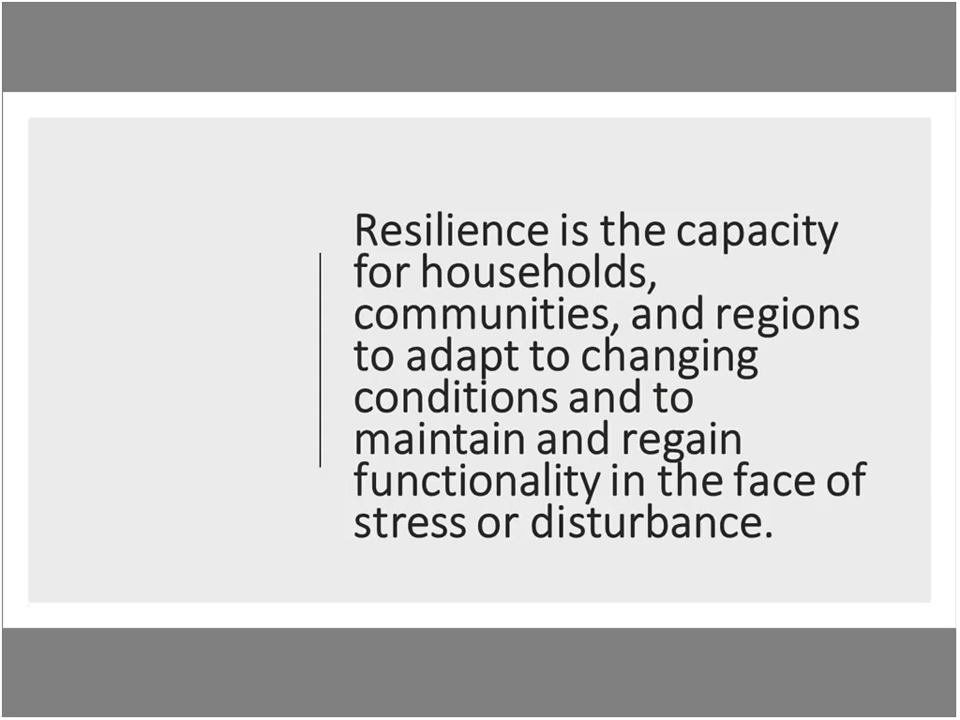 Resilience is the capacity
for households,
communities, and regions
to adapt to changing
conditions and to
maintain and regain
functionality in the face of
stress or disturbance.